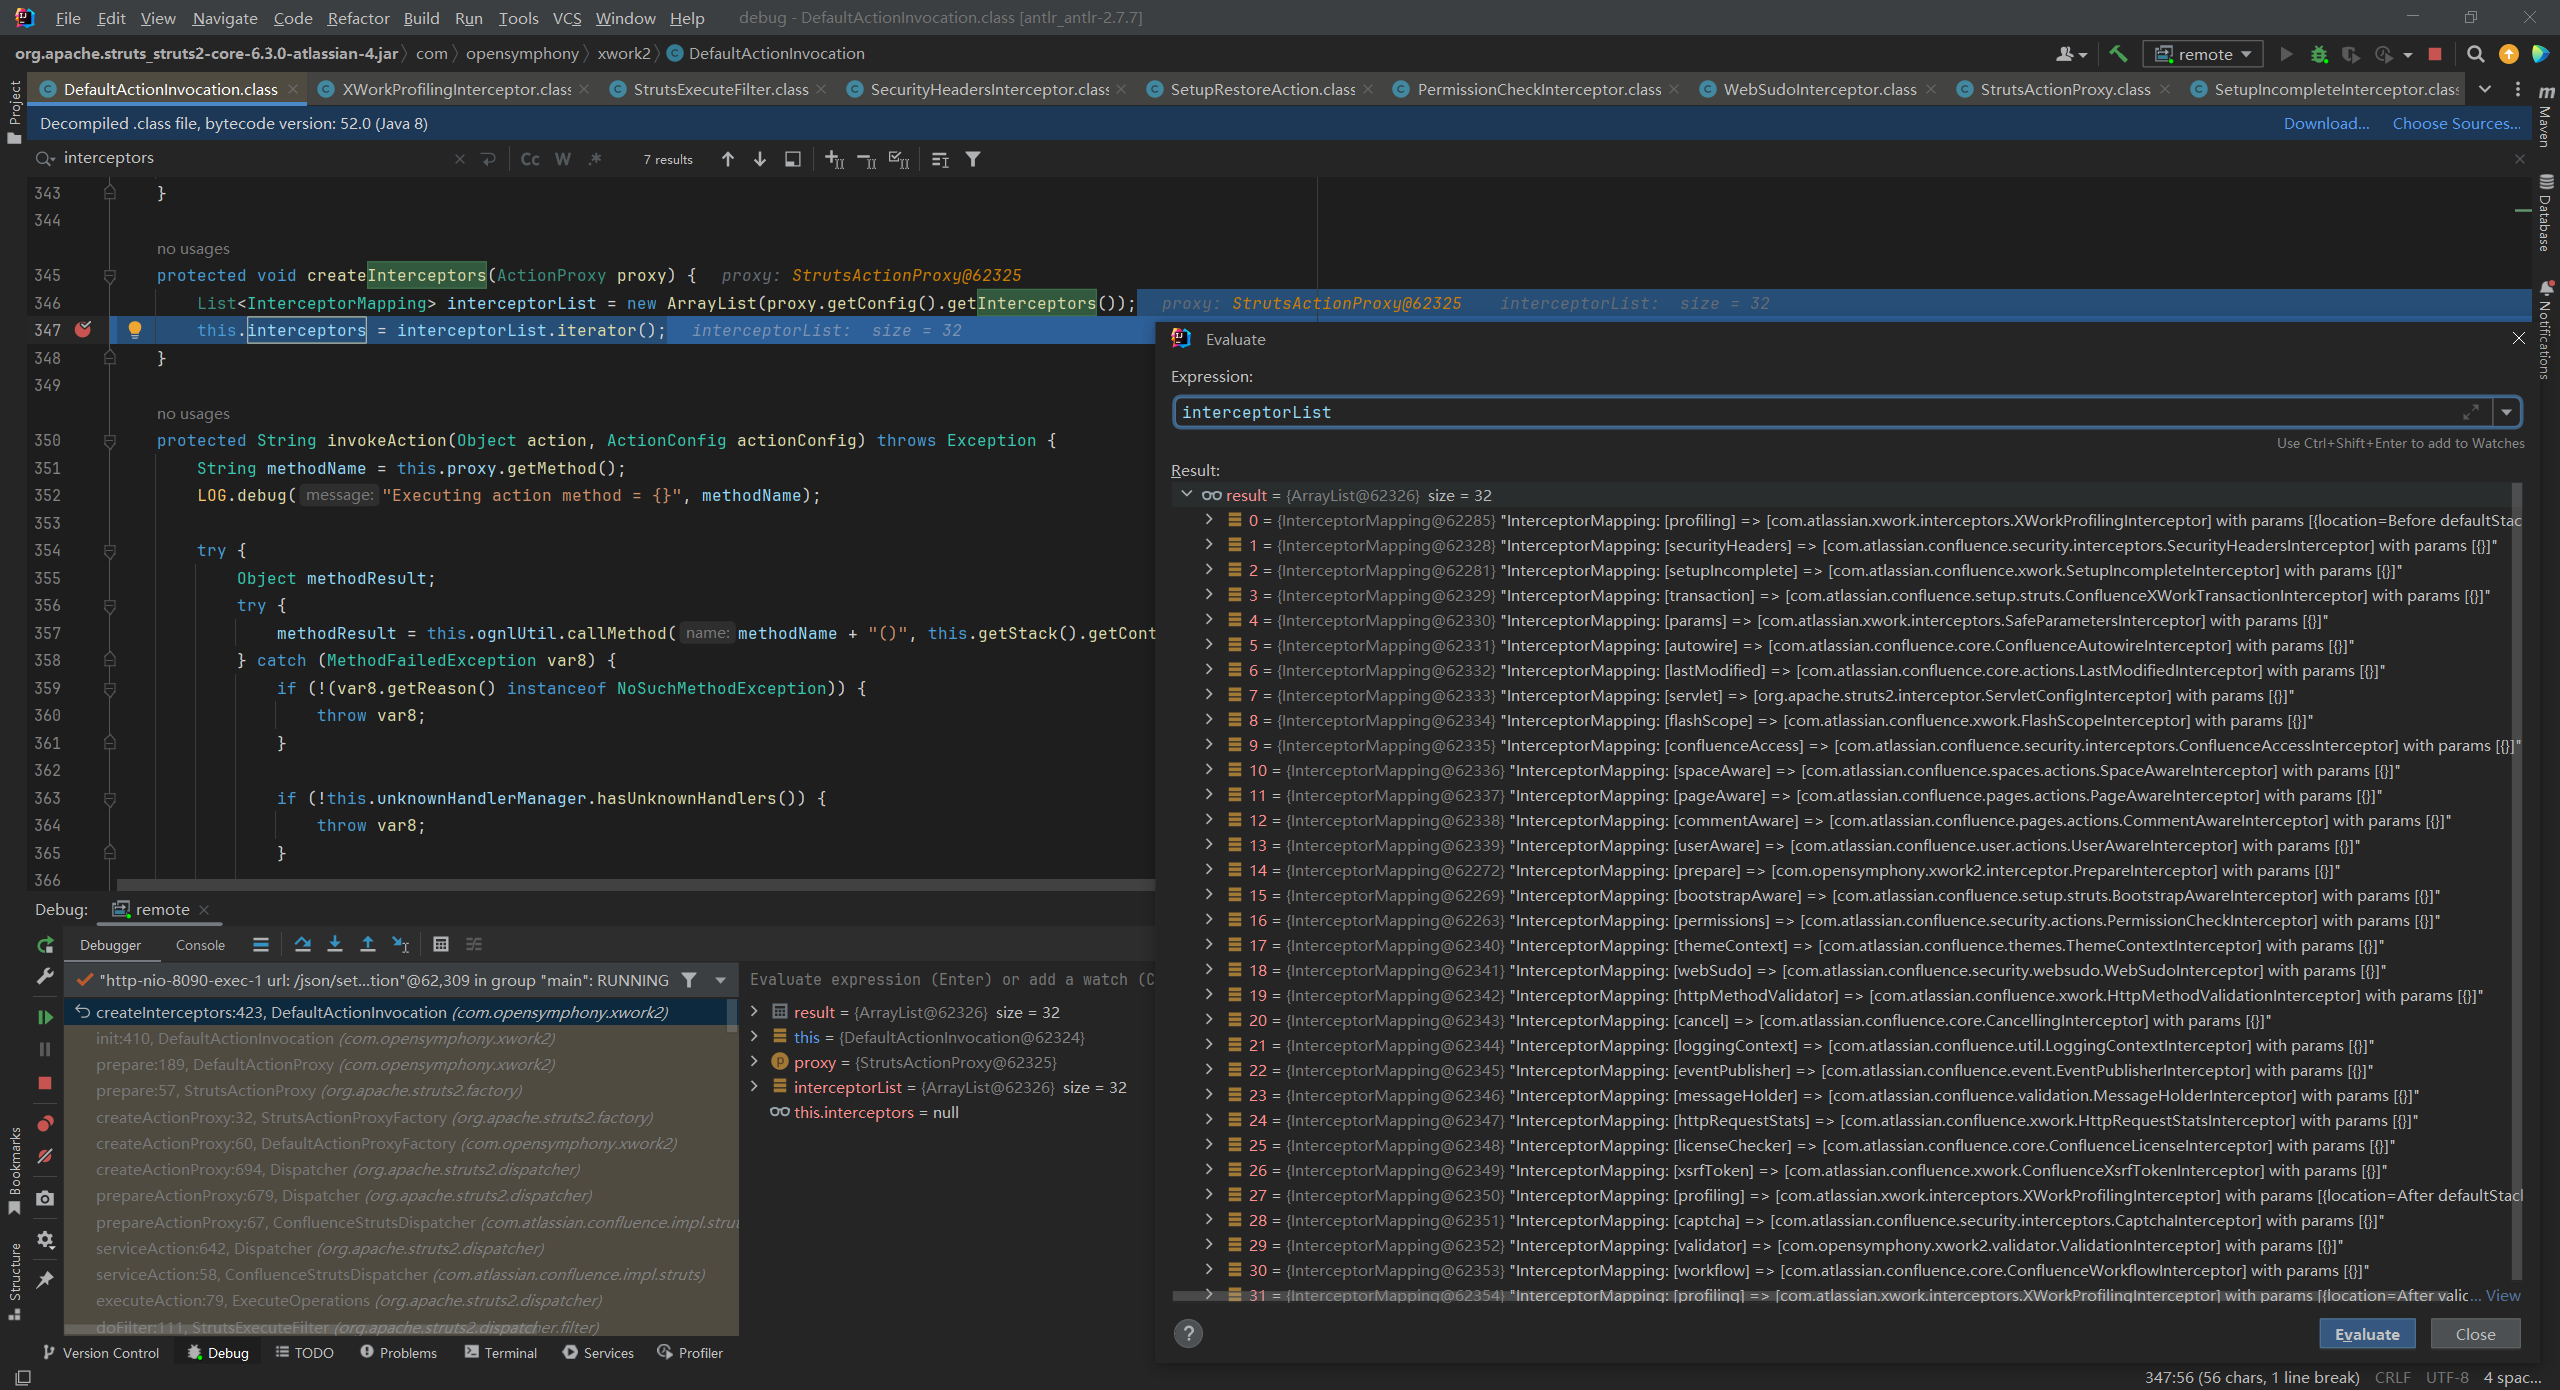 File Edit View Navigate Code Refactor Build Run Tools VCS Window Help debug - DefaultActionInvocation.class [antlr_antlr-2.7.7]
org.apache.struts_struts2-core-6.3.0-atlassian-4.jar 〉 com 〉 opensymphony 〉 xwork2 〉 DefaultActionInvocation
remote
DefaultActionInvocation.class XWorkProfilingInterceptor.class StrutsExecuteFilter.class SecurityHeadersInterceptor.class SetupRestoreAction.class PermissionCheckInterceptor.class WebSudoInterceptor.class StrutsActionProxy.class SetupIncompleteInterceptor.class
Decompiled .class file, bytecode version: 52.0 (Java 8) Download... Choose Sources...
interceptors Cc W .* 7 results
343 }
344
no usages
345 protected void createInterceptors(ActionProxy proxy) { proxy: StrutsActionProxy@62325
346 List<InterceptorMapping> interceptorList = new ArrayList(proxy.getConfig().getInterceptors()); proxy: StrutsActionProxy@62325 interceptorList: size = 32
347 this.interceptors = interceptorList.iterator(); interceptorList: size = 32
348 }
349
no usages
350 protected String invokeAction(Object action, ActionConfig actionConfig) throws Exception {
351 String methodName = this.proxy.getMethod();
352 LOG.debug( message: "Executing action method = {}", methodName);
353
354 try {
355 Object methodResult;
356 try {
357 methodResult = this.ognlUtil.callMethod( name: methodName + "()", this.getStack().getCont
358 } catch (MethodFailedException var8) {
359 if (!(var8.getReason() instanceof NoSuchMethodException)) {
360 throw var8;
361 }
362
363 if (!this.unknownHandlerManager.hasUnknownHandlers()) {
364 throw var8;
365 }
366
Evaluate
Expression:
interceptorList
Use Ctrl+Shift+Enter to add to Watches
Result:
result = {ArrayList@62326} size = 32
0 = {InterceptorMapping@62285} "InterceptorMapping: [profiling] => [com.atlassian.xwork.interceptors.XWorkProfilingInterceptor] with params [{location=Before defaultStac
1 = {InterceptorMapping@62328} "InterceptorMapping: [securityHeaders] => [com.atlassian.confluence.security.interceptors.SecurityHeadersInterceptor] with params [{}]"
2 = {InterceptorMapping@62281} "InterceptorMapping: [setupIncomplete] => [com.atlassian.confluence.xwork.SetupIncompleteInterceptor] with params [{}]"
3 = {InterceptorMapping@62329} "InterceptorMapping: [transaction] => [com.atlassian.confluence.setup.struts.ConfluenceXWorkTransactionInterceptor] with params [{}]"
4 = {InterceptorMapping@62330} "InterceptorMapping: [params] => [com.atlassian.xwork.interceptors.SafeParametersInterceptor] with params [{}]"
5 = {InterceptorMapping@62331} "InterceptorMapping: [autowire] => [com.atlassian.confluence.core.ConfluenceAutowireInterceptor] with params [{}]"
6 = {InterceptorMapping@62332} "InterceptorMapping: [lastModified] => [com.atlassian.confluence.core.actions.LastModifiedInterceptor] with params [{}]"
7 = {InterceptorMapping@62333} "InterceptorMapping: [servlet] => [org.apache.struts2.interceptor.ServletConfigInterceptor] with params [{}]"
8 = {InterceptorMapping@62334} "InterceptorMapping: [flashScope] => [com.atlassian.confluence.xwork.FlashScopeInterceptor] with params [{}]"
9 = {InterceptorMapping@62335} "InterceptorMapping: [confluenceAccess] => [com.atlassian.confluence.security.interceptors.ConfluenceAccessInterceptor] with params [{}]"
10 = {InterceptorMapping@62336} "InterceptorMapping: [spaceAware] => [com.atlassian.confluence.spaces.actions.SpaceAwareInterceptor] with params [{}]"
11 = {InterceptorMapping@62337} "InterceptorMapping: [pageAware] => [com.atlassian.confluence.pages.actions.PageAwareInterceptor] with params [{}]"
12 = {InterceptorMapping@62338} "InterceptorMapping: [commentAware] => [com.atlassian.confluence.pages.actions.CommentAwareInterceptor] with params [{}]"
13 = {InterceptorMapping@62339} "InterceptorMapping: [userAware] => [com.atlassian.confluence.user.actions.UserAwareInterceptor] with params [{}]"
14 = {InterceptorMapping@62272} "InterceptorMapping: [prepare] => [com.opensymphony.xwork2.interceptor.PrepareInterceptor] with params [{}]"
15 = {InterceptorMapping@62269} "InterceptorMapping: [bootstrapAware] => [com.atlassian.confluence.setup.struts.BootstrapAwareInterceptor] with params [{}]"
16 = {InterceptorMapping@62263} "InterceptorMapping: [permissions] => [com.atlassian.confluence.security.actions.PermissionCheckInterceptor] with params [{}]"
17 = {InterceptorMapping@62340} "InterceptorMapping: [themeContext] => [com.atlassian.confluence.themes.ThemeContextInterceptor] with params [{}]"
18 = {InterceptorMapping@62341} "InterceptorMapping: [webSudo] => [com.atlassian.confluence.security.websudo.WebSudoInterceptor] with params [{}]"
19 = {InterceptorMapping@62342} "InterceptorMapping: [httpMethodValidator] => [com.atlassian.confluence.xwork.HttpMethodValidationInterceptor] with params [{}]"
20 = {InterceptorMapping@62343} "InterceptorMapping: [cancel] => [com.atlassian.confluence.core.CancellingInterceptor] with params [{}]"
21 = {InterceptorMapping@62344} "InterceptorMapping: [loggingContext] => [com.atlassian.confluence.util.LoggingContextInterceptor] with params [{}]"
22 = {InterceptorMapping@62345} "InterceptorMapping: [eventPublisher] => [com.atlassian.confluence.event.EventPublisherInterceptor] with params [{}]"
23 = {InterceptorMapping@62346} "InterceptorMapping: [messageHolder] => [com.atlassian.confluence.validation.MessageHolderInterceptor] with params [{}]"
24 = {InterceptorMapping@62347} "InterceptorMapping: [httpRequestStats] => [com.atlassian.confluence.xwork.HttpRequestStatsInterceptor] with params [{}]"
25 = {InterceptorMapping@62348} "InterceptorMapping: [licenseChecker] => [com.atlassian.confluence.core.ConfluenceLicenseInterceptor] with params [{}]"
26 = {InterceptorMapping@62349} "InterceptorMapping: [xsrfToken] => [com.atlassian.confluence.xwork.ConfluenceXsrfTokenInterceptor] with params [{}]"
27 = {InterceptorMapping@62350} "InterceptorMapping: [profiling] => [com.atlassian.xwork.interceptors.XWorkProfilingInterceptor] with params [{location=After defaultStacl
28 = {InterceptorMapping@62351} "InterceptorMapping: [captcha] => [com.atlassian.confluence.security.interceptors.CaptchaInterceptor] with params [{}]"
29 = {InterceptorMapping@62352} "InterceptorMapping: [validator] => [com.opensymphony.xwork2.validator.ValidationInterceptor] with params [{}]"
30 = {InterceptorMapping@62353} "InterceptorMapping: [workflow] => [com.atlassian.confluence.core.ConfluenceWorkflowInterceptor] with params [{}]"
31 = {InterceptorMapping@62354} "InterceptorMapping: [profiling] => [com.atlassian.xwork.interceptors.XWorkProfilingInterceptor] with params [{location=After valic... View
Evaluate Close
Debug: remote
Debugger Console
"http-nio-8090-exec-1 url: /json/set...tion"@62,309 in group "main": RUNNING
createInterceptors:423, DefaultActionInvocation (com.opensymphony.xwork2)
init:410, DefaultActionInvocation (com.opensymphony.xwork2)
prepare:189, DefaultActionProxy (com.opensymphony.xwork2)
prepare:57, StrutsActionProxy (org.apache.struts2.factory)
createActionProxy:32, StrutsActionProxyFactory (org.apache.struts2.factory)
createActionProxy:60, DefaultActionProxyFactory (com.opensymphony.xwork2)
createActionProxy:694, Dispatcher (org.apache.struts2.dispatcher)
prepareActionProxy:679, Dispatcher (org.apache.struts2.dispatcher)
prepareActionProxy:67, ConfluenceStrutsDispatcher (com.atlassian.confluence.impl.strut
serviceAction:642, Dispatcher (org.apache.struts2.dispatcher)
serviceAction:58, ConfluenceStrutsDispatcher (com.atlassian.confluence.impl.struts)
executeAction:79, ExecuteOperations (org.apache.struts2.dispatcher)
doFilter:111, StrutsExecuteFilter (org.apache.struts2.dispatcher.filter)
Evaluate expression (Enter) or add a watch (C
result = {ArrayList@62326} size = 32
this = {DefaultActionInvocation@62324}
proxy = {StrutsActionProxy@62325}
interceptorList = {ArrayList@62326} size = 32
this.interceptors = null
Version Control Debug TODO Problems Terminal Services Profiler
347:56 (56 chars, 1 line break) CRLF UTF-8 4 spac...
Project
Bookmarks
Structure
Maven
Database
Notifications